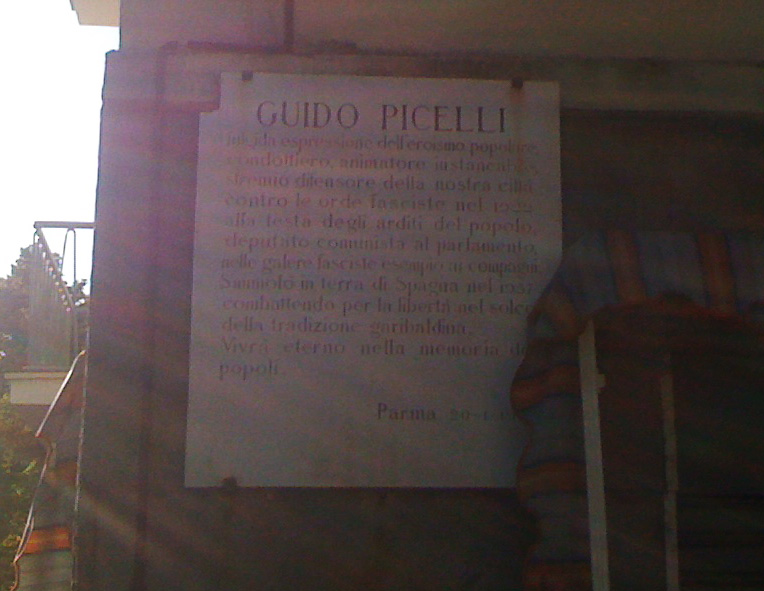 GUIDO PICELLI
espressione dell'eroismo popolare,
condottiero, animatore instancabile,
strenuo difensore della nostra città
contro le orde fasciste nel 1922
alla testa degli arditi del popolo,
deputato comunista al parlamento,
nelle galere fasciste esempio ai compagni.
S'immolò in terra di Spagna nel 1937
combattendo per la libertà nel solco
della tradizione garibaldina.
Vivrà eterno nella memoria
popoli.
Parma